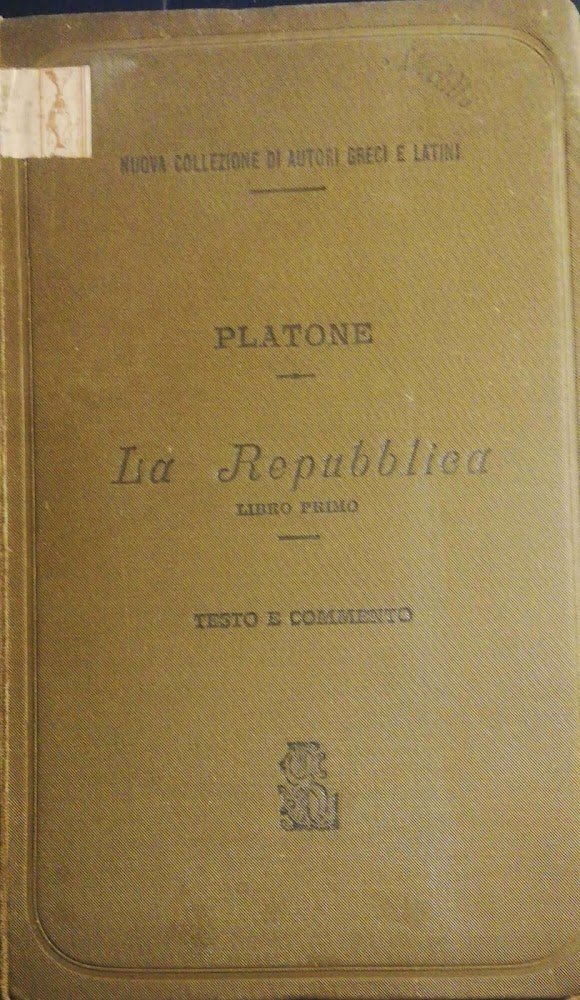 NUOVA COLLEZIONE DI AUTORI GRECI E LATINI
PLATONE
La Repubblica
LIBRO PRIMO
TESTO E COMMENTO